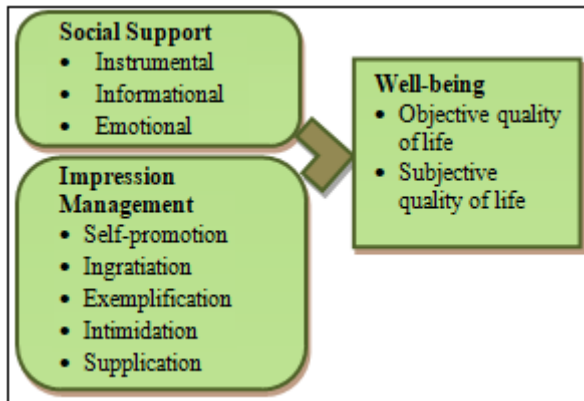 Social Support
• Instrumental
• Informational
• Emotional
Impression
Management
• Self-promotion
• Ingratiation
• Exemplification
• Intimidation
• Supplication
Well-being
• Objective quality
of life
• Subjective
quality of life